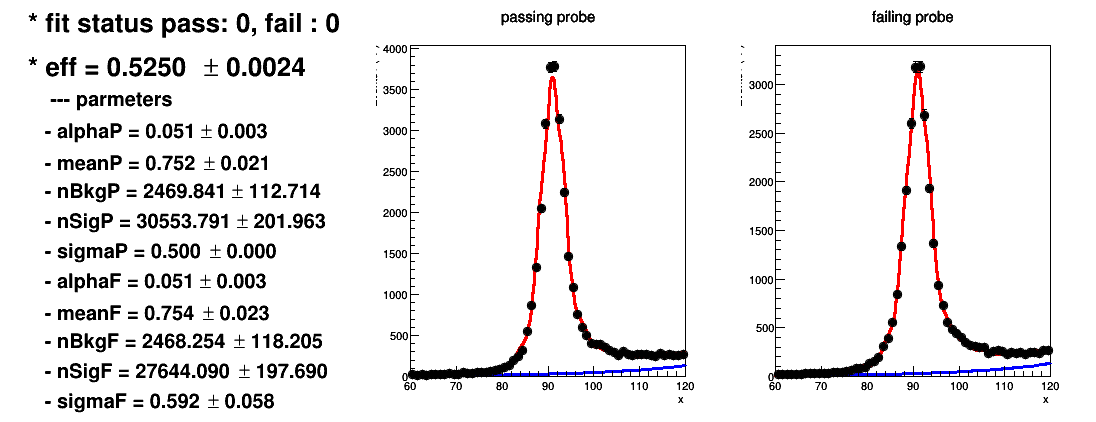 * fit status pass: 0, fail : 0
* eff = 0.5250 ± 0.0024
--- parmeters
- alphaP = 0.051 ± 0.003
- meanP = 0.752 ± 0.021
- nBkgP = 2469.841 ± 112.714
- nSigP = 30553.791 ± 201.963
- sigmaP = 0.500 ± 0.000
- alphaF = 0.051 ± 0.003
- meanF = 0.754 ± 0.023
- nBkgF = 2468.254 ± 118.205
- nSigF = 27644.090 ± 197.690
- sigmaF = 0.592 ± 0.058
passing probe
4000
3500
3000
2500
2000
1500
1000
500
0
60 70 80 90 100 110 120
x
failing probe
3000
2500
2000
1500
1000
500
0
60 70 80 90 100 110 120
x